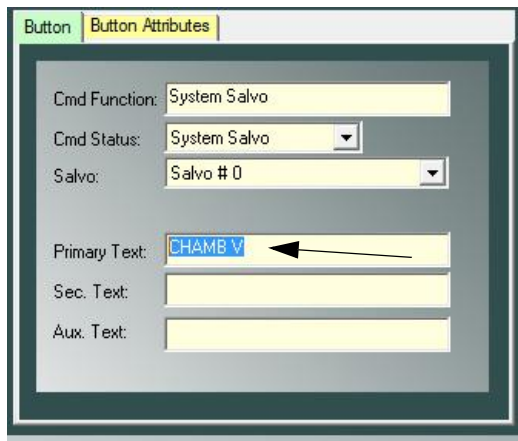 Button Button Attributes
Cmd Function: System Salvo
Cmd Status: System Salvo
Salvo: Salvo # 0
Primary Text: CHAMB V
Sec. Text:
Aux. Text: